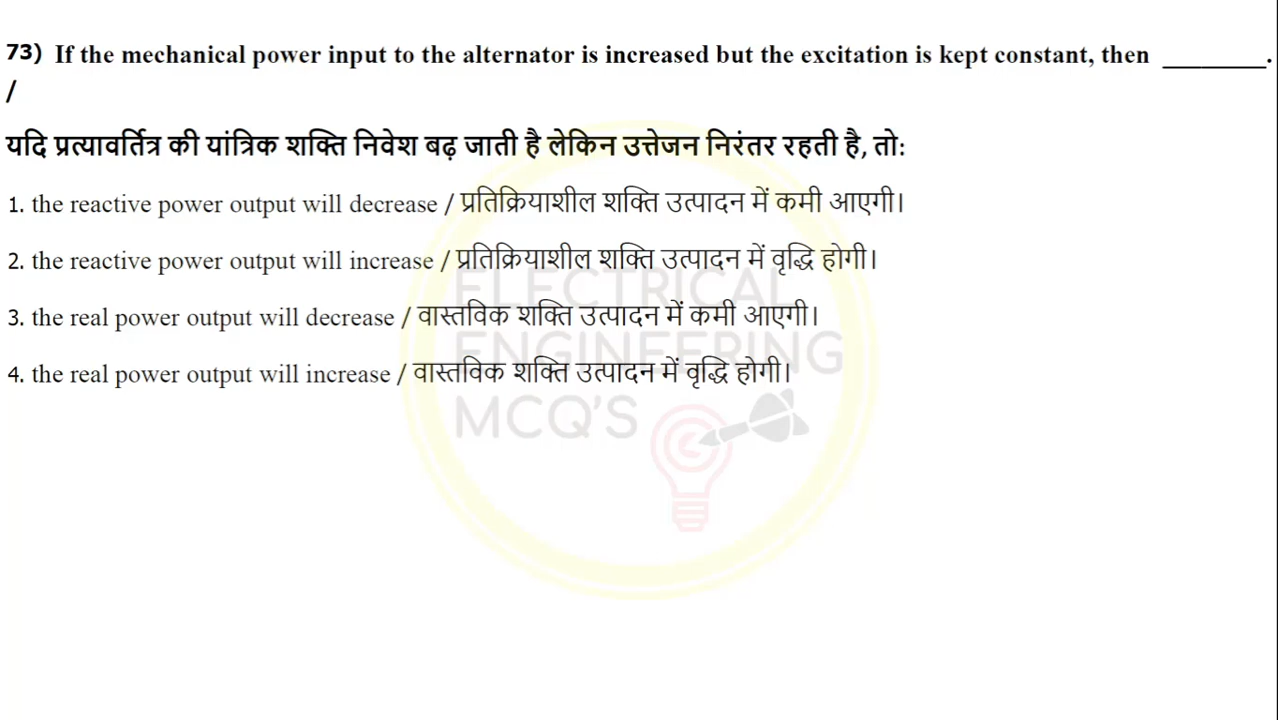 73) If the mechanical power input to the alternator is increased but the excitation is kept constant, then ________.
/
यदि प्रत्यावर्तित्र की यांत्रिक शक्ति निवेश बढ़ जाती है लेकिन उत्तेजन निरंतर रहती है, तो:
1. the reactive power output will decrease / प्रतिक्रियाशील शक्ति उत्पादन में कमी आएगी।
2. the reactive power output will increase / प्रतिक्रियाशील शक्ति उत्पादन में वृद्धि होगी।
3. the real power output will decrease / वास्तविक शक्ति उत्पादन में कमी आएगी।
4. the real power output will increase / वास्तविक शक्ति उत्पादन में वृद्धि होगी।
ELECTRICAL
ENGINEERING
MCQ'S